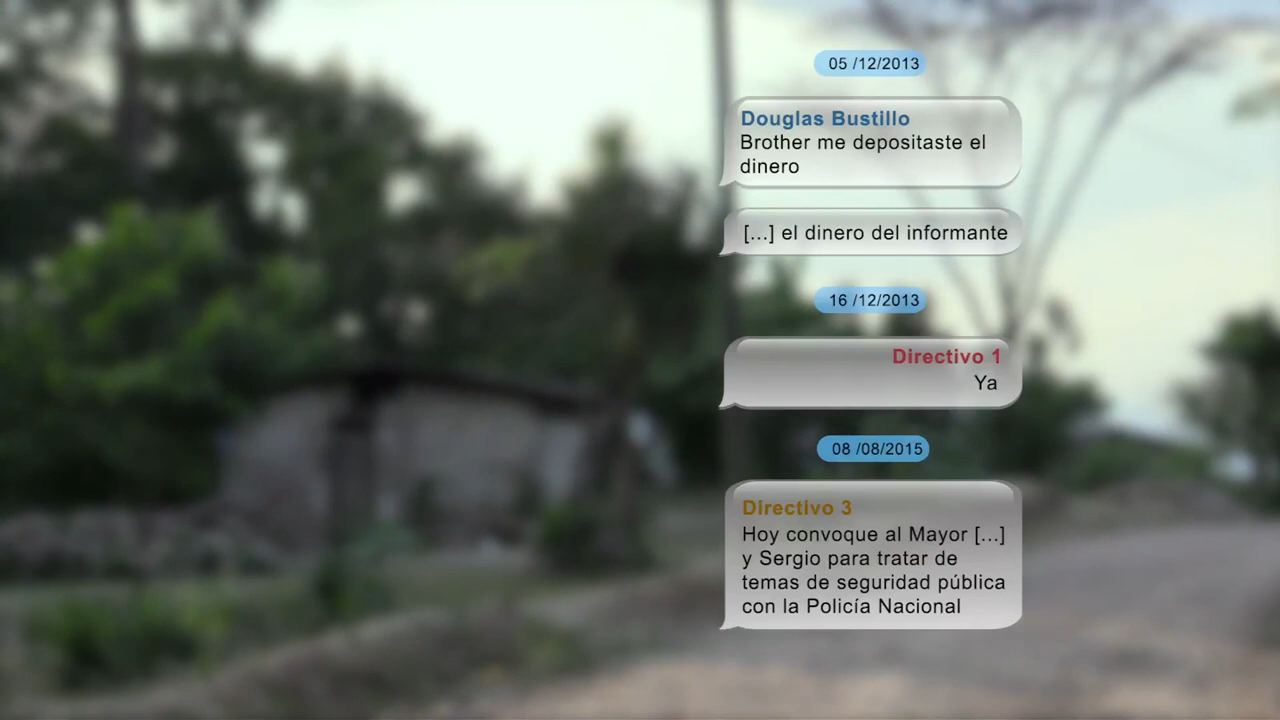 05 /12/2013
Douglas Bustillo
Brother me depositaste el
dinero
[...] el dinero del informante
16 /12/2013
Directivo 1
Ya
08 /08/2015
Directivo 3
Hoy convoque al Mayor [...]
y Sergio para tratar de
temas de seguridad pública
con la Policía Nacional